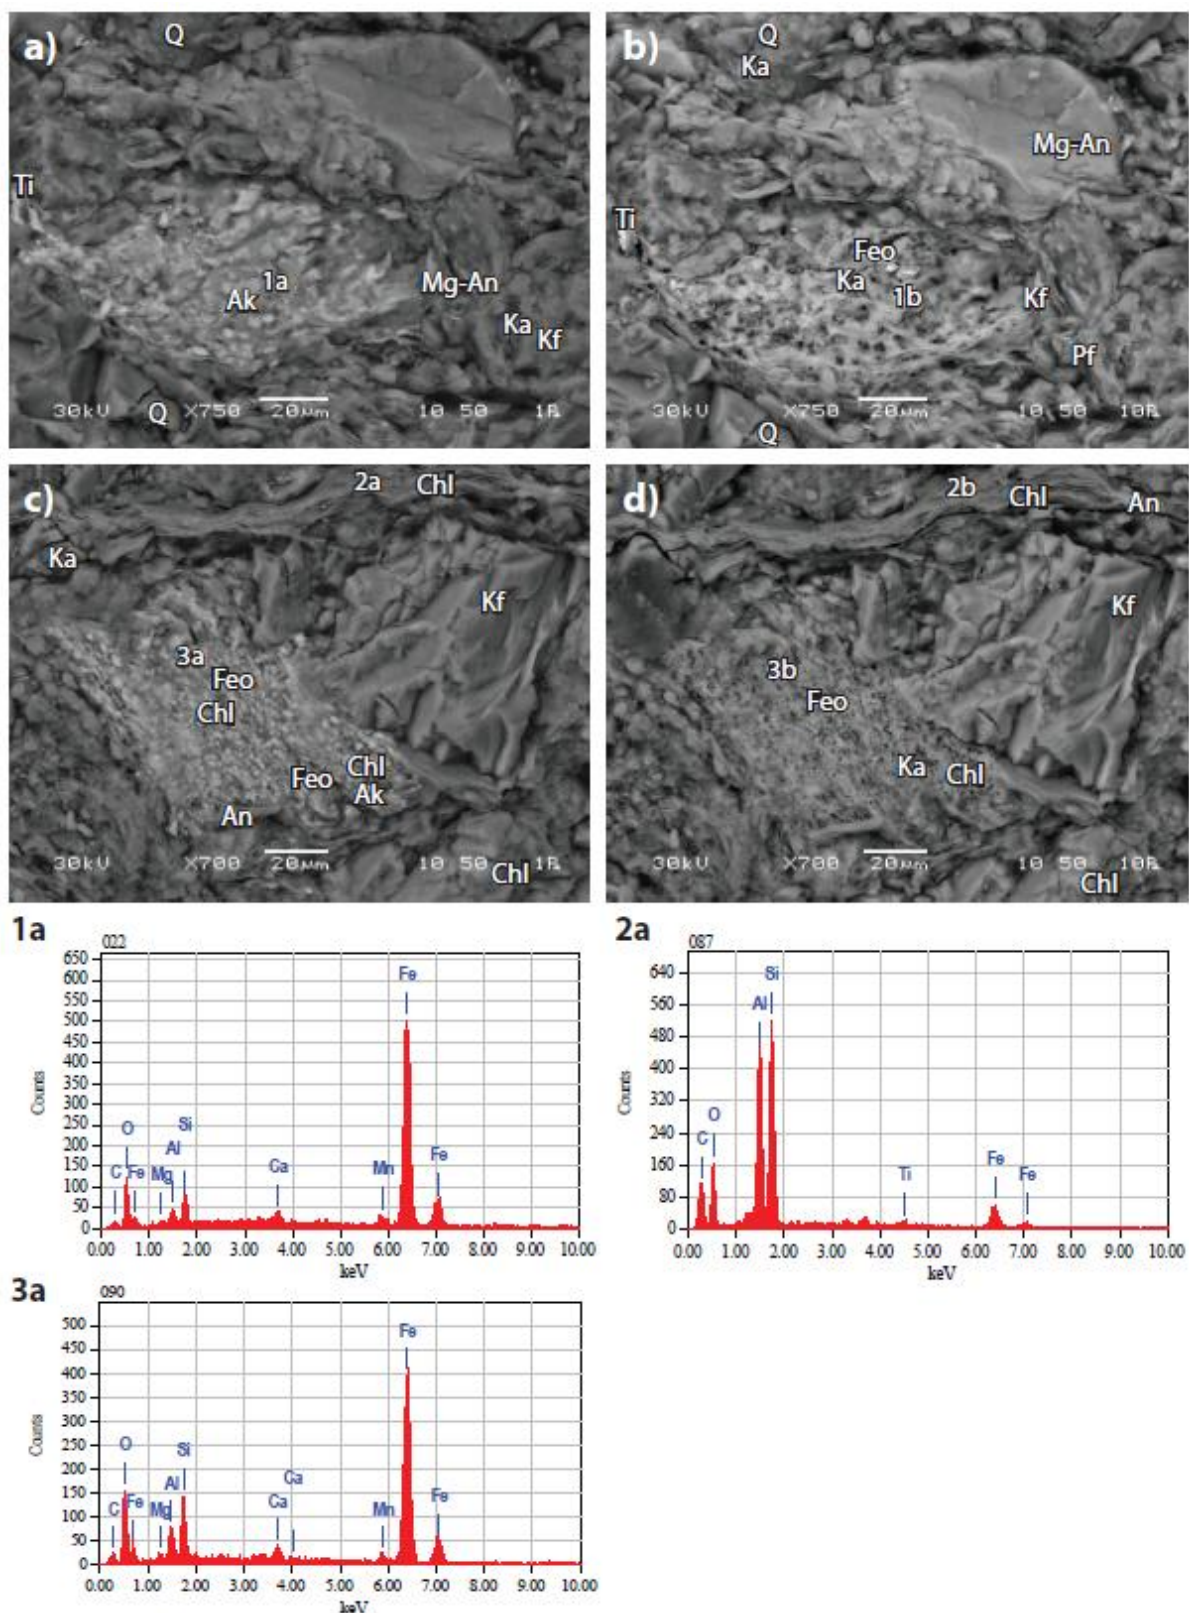 a)
Q
Ti
1a
Ak
Mg-An
Ka
Kf
Q
30kV X750 20µm 10 50
b)
Q
Ka
Mg-An
Ti
Feo
Ka
1b
Kf
Pf
30kV X750 20µm 10 50
Q
c)
2a Chl
Ka
Kf
3a
Feo
Chl
Chl
Feo
Ak
An
30kV X700 20µm 10 50
Chl
d)
2b Chl An
Kf
3b
Feo
Ka Chl
30kV X700 20µm 10 50
Chl
1a
022
650
600
550
500
450
400
350
300
250
200
150
100
50
0
Counts
C O Fe Mg Al Si Ca Mn Fe Fe
0.00 1.00 2.00 3.00 4.00 5.00 6.00 7.00 8.00 9.00 10.00
keV
2a
087
640
560
480
400
320
240
160
80
0
Counts
C O Al Si Ti Fe Fe
0.00 1.00 2.00 3.00 4.00 5.00 6.00 7.00 8.00 9.00 10.00
keV
3a
090
500
450
400
350
300
250
200
150
100
50
0
Counts
C O Fe Mg Al Si Ca Ca Mn Fe Fe
0.00 1.00 2.00 3.00 4.00 5.00 6.00 7.00 8.00 9.00 10.00
keV